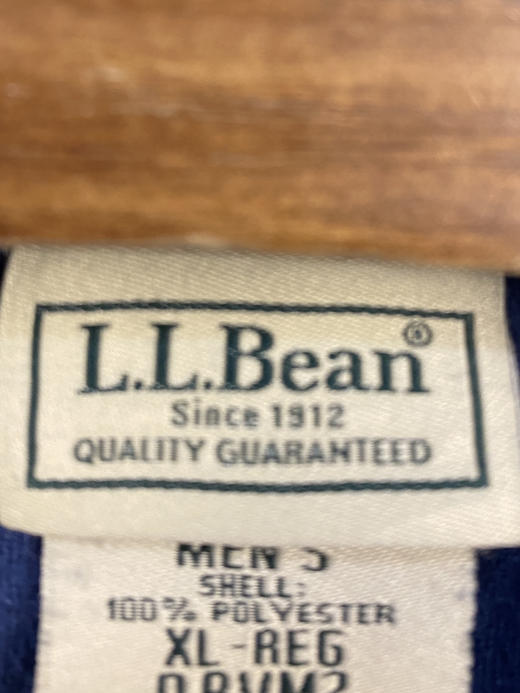 L.L.Bean®
Since 1912
QUALITY GUARANTEED
MEN'S
SHELL:
100% POLYESTER
XL-REG